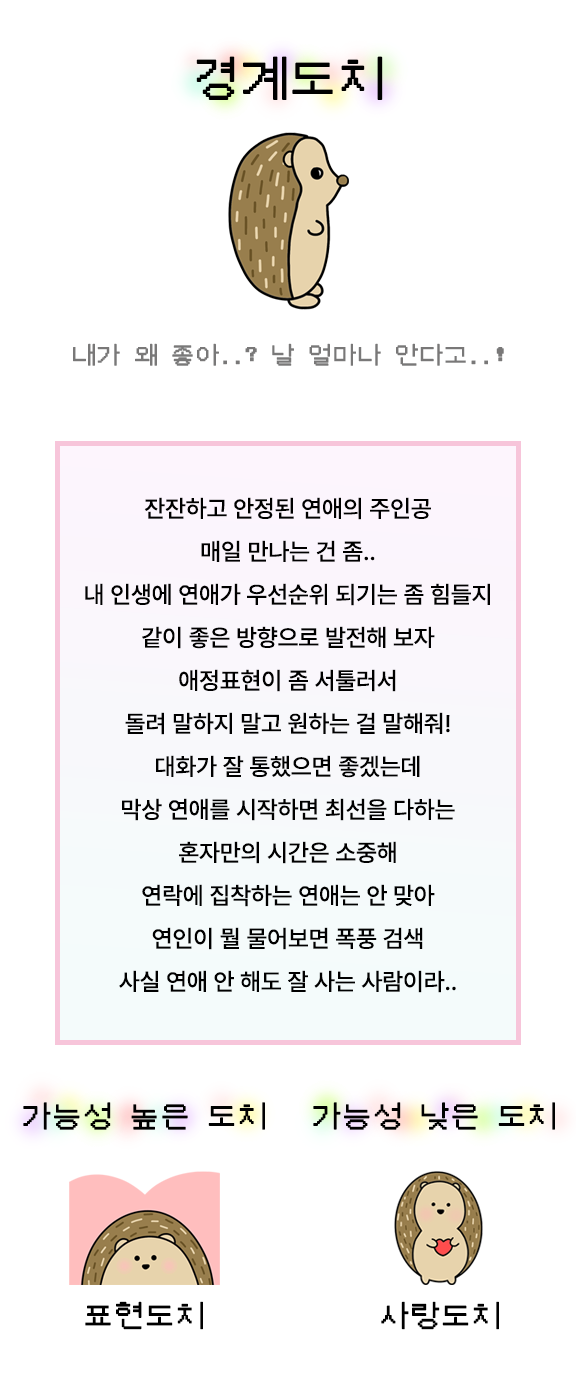 경계도치
내가 왜 좋아..? 날 얼마나 안다고..!
잔잔하고 안정된 연애의 주인공
매일 만나는 건 좀..
내 인생에 연애가 우선순위 되기는 좀 힘들지
같이 좋은 방향으로 발전해 보자
애정표현이 좀 서툴러서
돌려 말하지 말고 원하는 걸 말해줘!
대화가 잘 통했으면 좋겠는데
막상 연애를 시작하면 최선을 다하는
혼자만의 시간은 소중해
연락에 집착하는 연애는 안 맞아
연인이 뭘 물어보면 폭풍 검색
사실 연애 안 해도 잘 사는 사람이라..
가능성 높은 도치
가능성 낮은 도치
표현도치
사랑도치